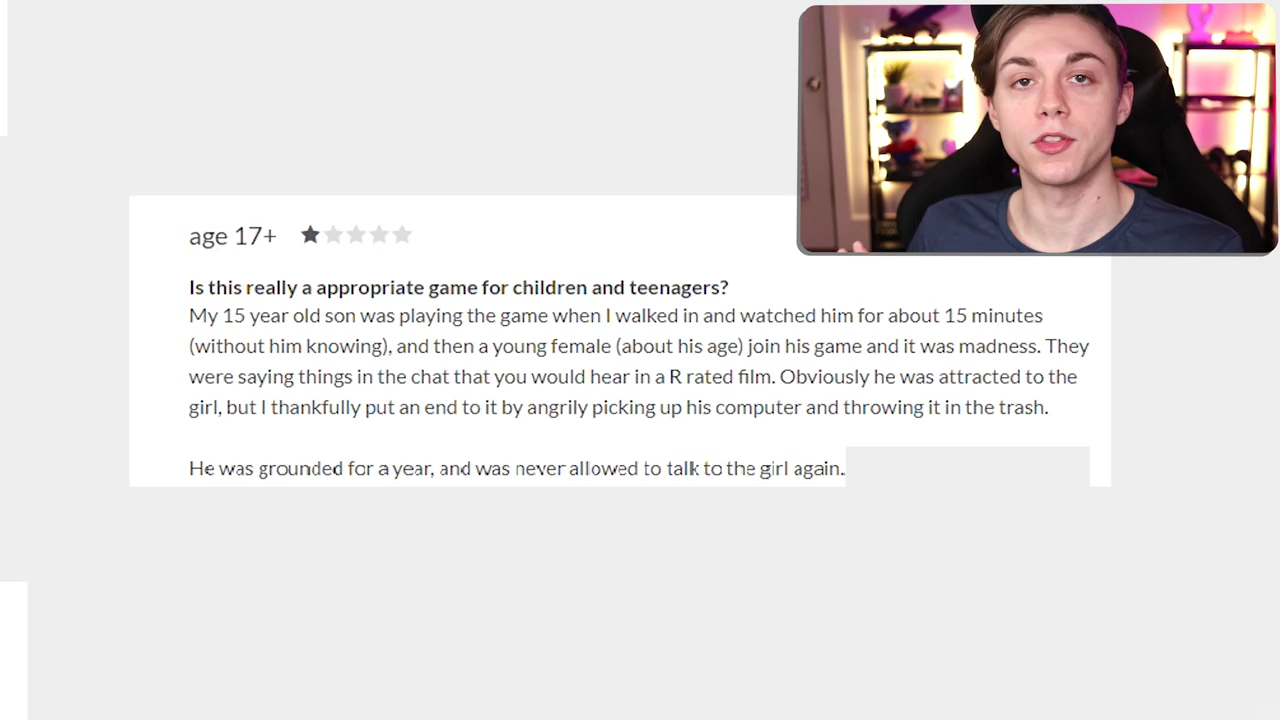 age 17+
Is this really a appropriate game for children and teenagers?
My 15 year old son was playing the game when I walked in and watched him for about 15 minutes
(without him knowing), and then a young female (about his age) join his game and it was madness. They
were saying things in the chat that you would hear in a R rated film. Obviously he was attracted to the
girl, but I thankfully put an end to it by angrily picking up his computer and throwing it in the trash.
He was grounded for a year, and was never allowed to talk to the girl again.